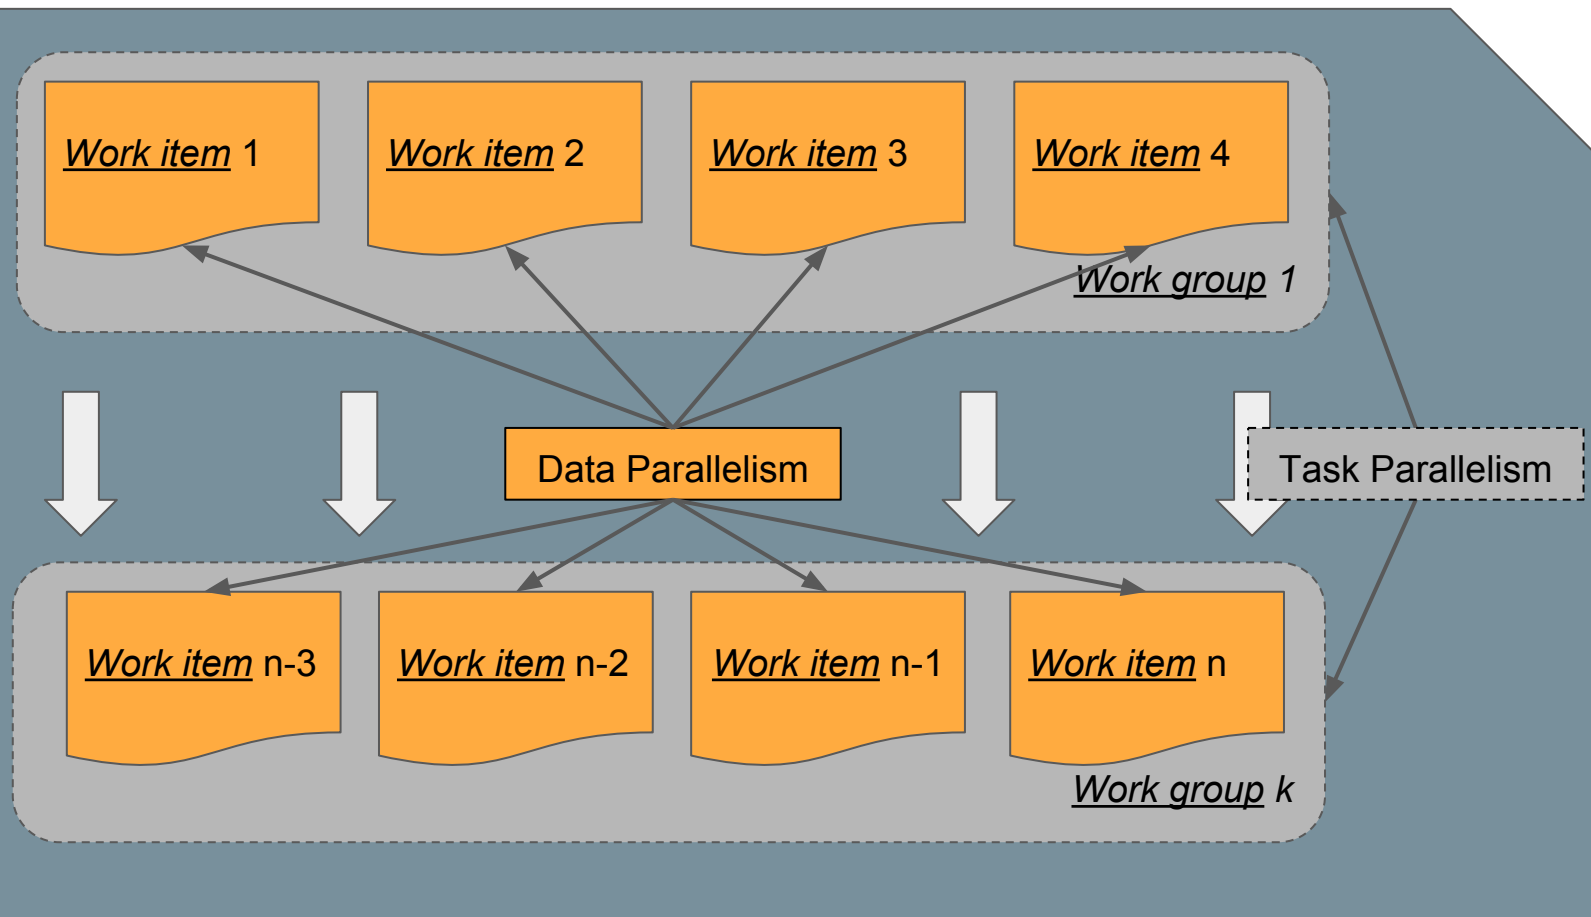 Work item 1
Work item 2
Work item 3
Work item 4
Work group 1
Data Parallelism
Task Parallelism
Work item n-3
Work item n-2
Work item n-1
Work item n
Work group k